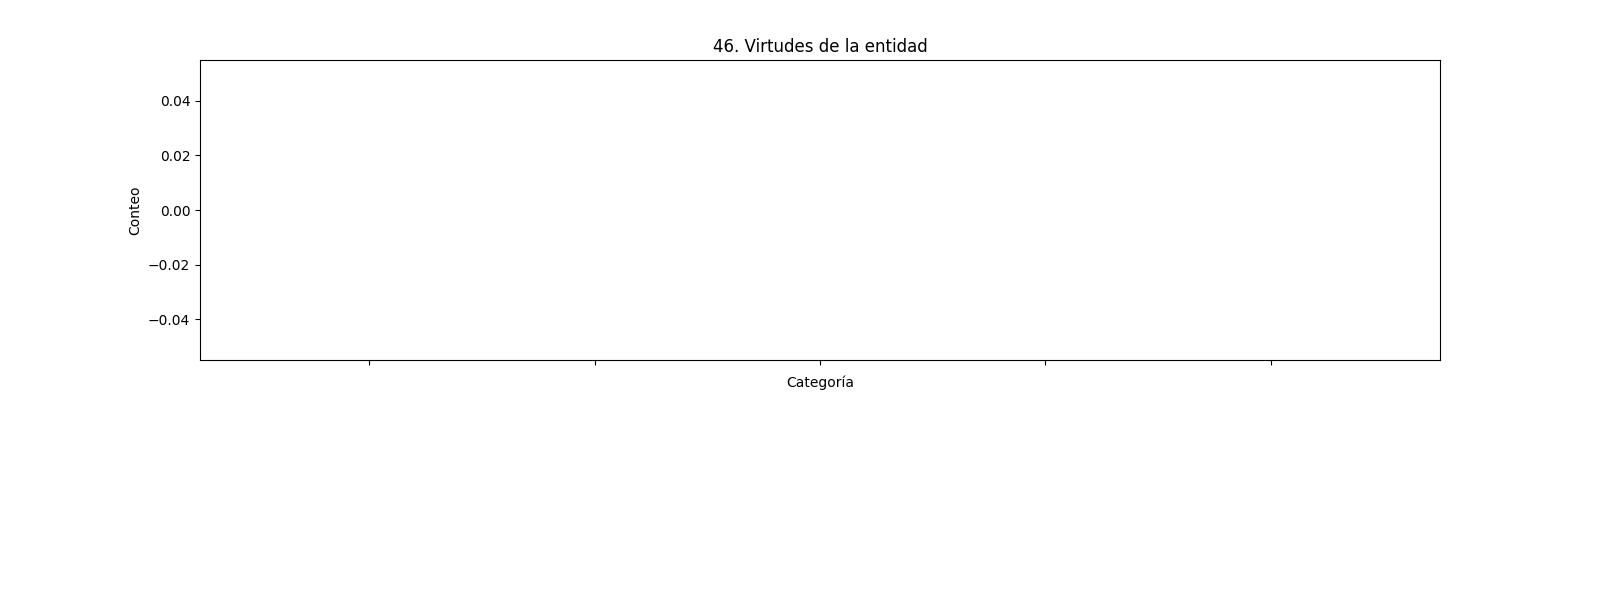 46. Virtudes de la entidad
0.04
0.02
0.00
−0.02
−0.04
Conteo
Categoría